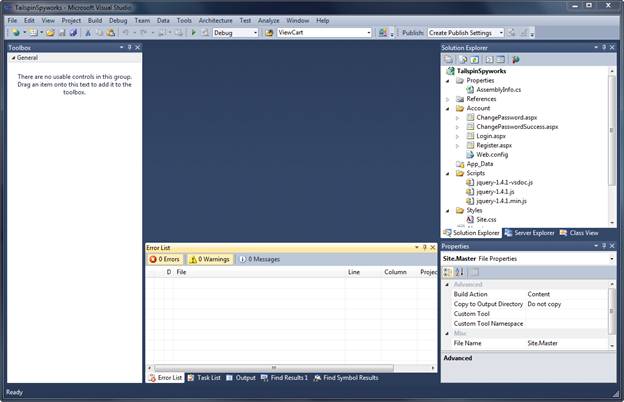 TailspinSpyworks - Microsoft Visual Studio
File Edit View Project Build Debug Team Data Tools Architecture Test Analyze Window Help
Debug ViewCart Publish: Create Publish Settings
Toolbox
General
There are no usable controls in this group.
Drag an item onto this text to add it to the
toolbox.
Error List
0 Errors 0 Warnings 0 Messages
D File Line Column Projec
Error List Task List Output Find Results 1 Find Symbol Results
Solution Explorer
TailspinSpyworks
Properties
AssemblyInfo.cs
References
Account
ChangePassword.aspx
ChangePasswordSuccess.aspx
Login.aspx
Register.aspx
Web.config
App_Data
Scripts
jquery-1.4.1-vsdoc.js
jquery-1.4.1.js
jquery-1.4.1.min.js
Styles
Site.css
Solution Explorer Server Explorer Class View
Properties
Site.Master File Properties
Advanced
Build Action Content
Copy to Output Directory Do not copy
Custom Tool
Custom Tool Namespace
Misc
File Name Site.Master
Advanced
Ready